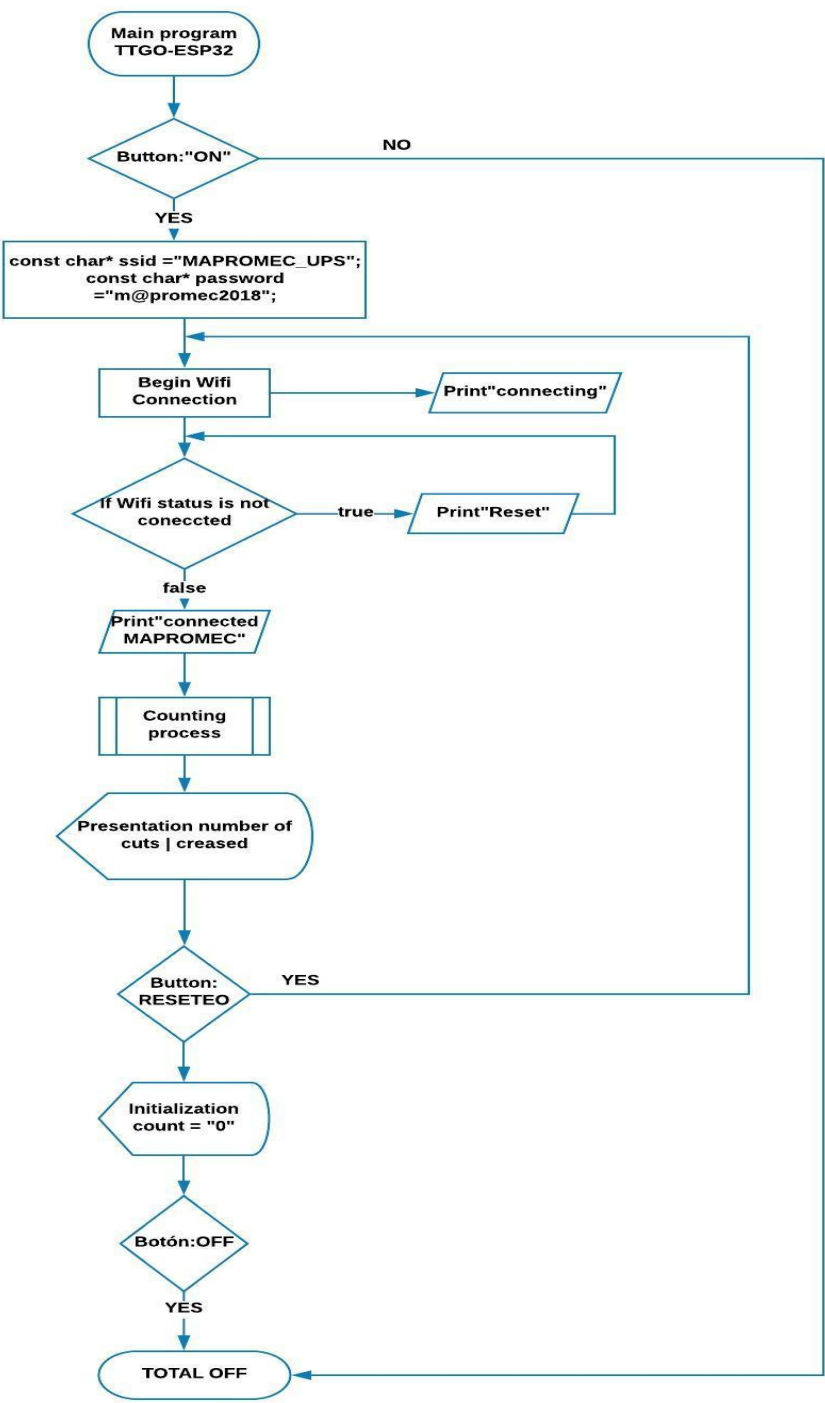 Main program
TTGO-ESP32
Button:"ON"
NO
YES
const char* ssid ="MAPROMEC_UPS";
const char* password
="m@promec2018";
Begin Wifi
Connection
Print"connecting"
If Wifi status is not
coneccted
true
Print"Reset"
false
Print"connected
MAPROMEC"
Counting
process
Presentation number of
cuts | creased
Button:
RESETEO
YES
Initialization
count = "0"
Botón:OFF
YES
TOTAL OFF